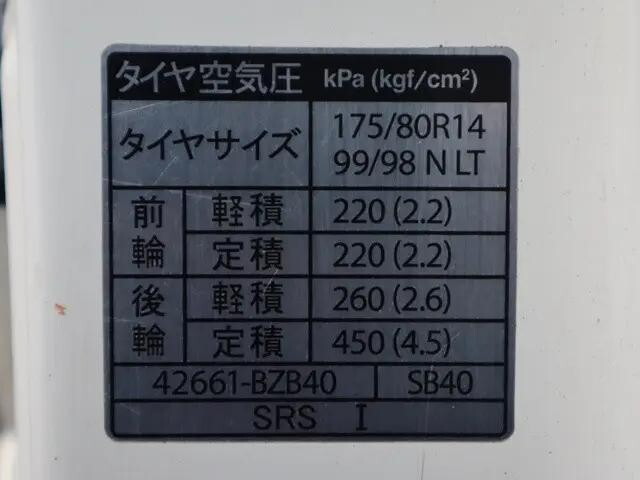 タイヤ空気圧 kPa (kgf/cm²)
タイヤサイズ 175/80R14
99/98 N LT
前輪 軽積 220 (2.2)
定積 220 (2.2)
後輪 軽積 260 (2.6)
定積 450 (4.5)
42661-BZB40 SB40
SRS I